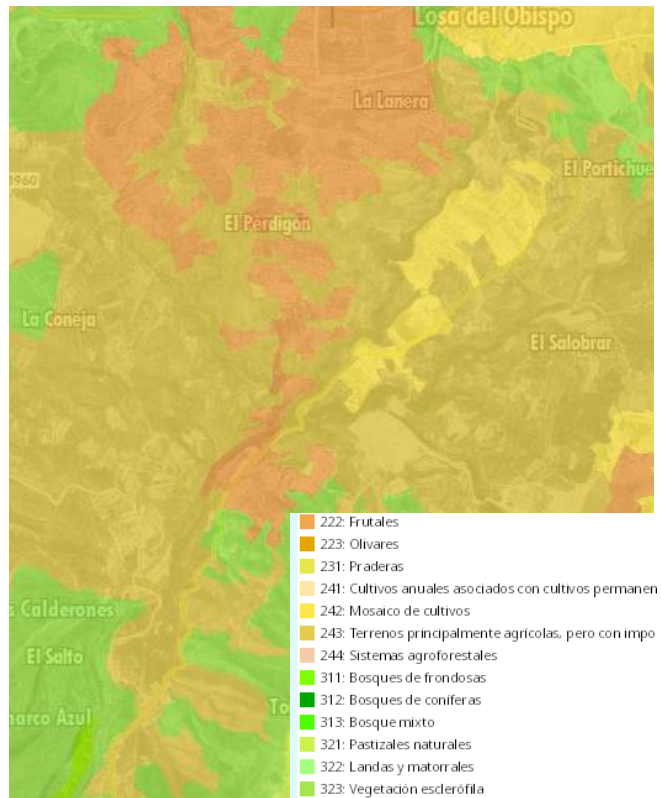 Losa del Obispo
La Lanera
El Portichue
3960
El Perdigón
La Coneja
El Salobrar
222: Frutales
223: Olivares
231: Praderas
s Calderones
241: Cultivos anuales asociados con cultivos permanen
242: Mosaico de cultivos
243: Terrenos principalmente agrícolas, pero con impo
El Salto
244: Sistemas agroforestales
311: Bosques de frondosas
312: Bosques de coníferas
To
marco Azul
313: Bosque mixto
321: Pastizales naturales
322: Landas y matorrales
323: Vegetación esclerófila